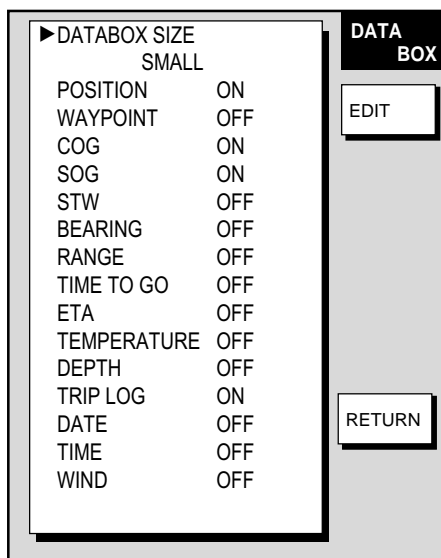 ▶DATABOX SIZE
SMALL
POSITION ON
WAYPOINT OFF
COG ON
SOG ON
STW OFF
BEARING OFF
RANGE OFF
TIME TO GO OFF
ETA OFF
TEMPERATURE OFF
DEPTH OFF
TRIP LOG ON
DATE OFF
TIME OFF
WIND OFF
DATA
BOX
EDIT
RETURN